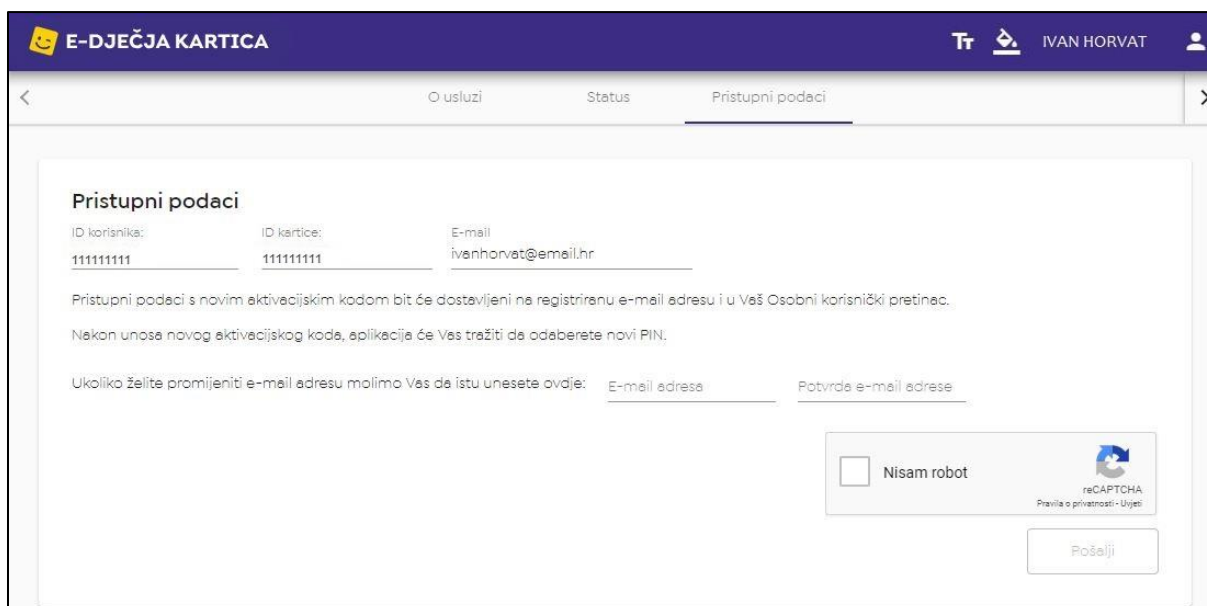 E-DJEČJA KARTICA
Tт IVAN HORVAT
O usluzi Status Pristupni podaci
Pristupni podaci
ID korisnika: ID kartice: E-mail
111111111 111111111 ivanhorvat@email.hr
Pristupni podaci s novim aktivacijskim kodom bit će dostavljeni na registriranu e-mail adresu i u Vaš Osobni korisnički pretinac.
Nakon unosa novog aktivacijskog koda, aplikacija će Vas tražiti da odaberete novi PIN.
Ukoliko želite promijeniti e-mail adresu molimo Vas da istu unesete ovdje: E-mail adresa Potvrda e-mail adrese
Nisam robot
reCAPTCHA
Pravila o privatnosti - Uvjeti
Pošalji